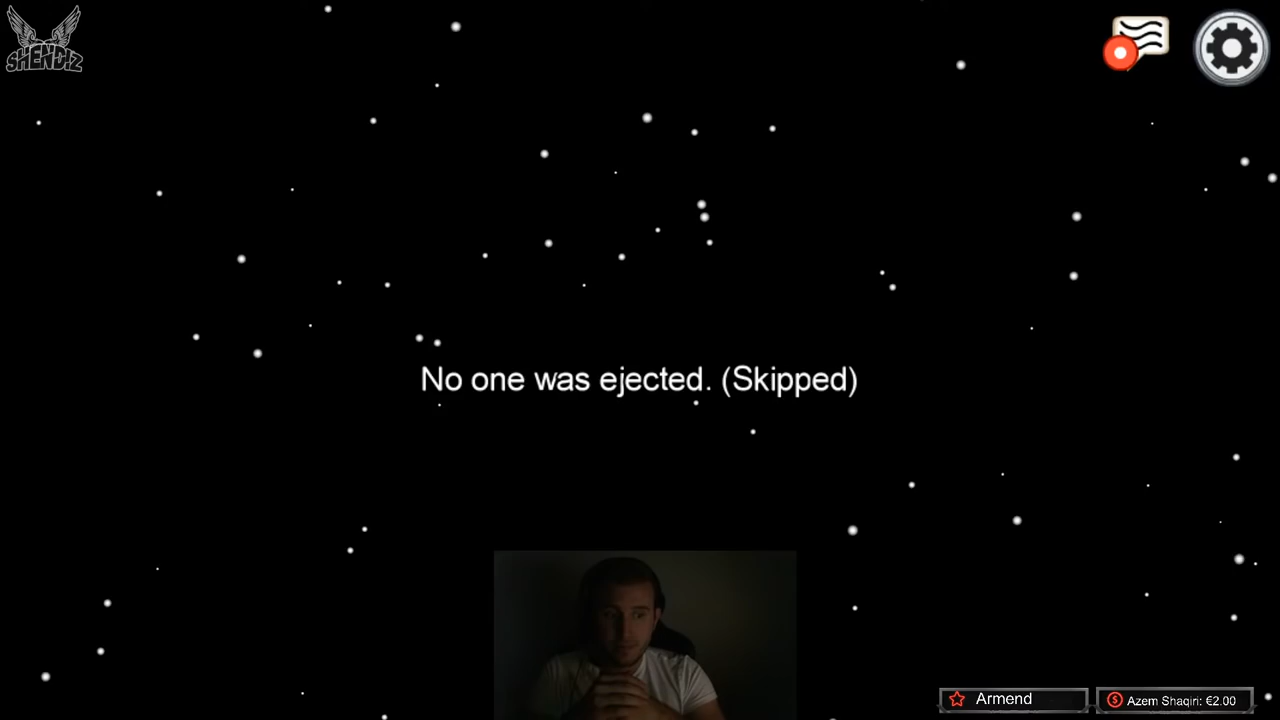 SHENDIZ
No one was ejected. (Skipped)
Armend
Azem Shaqiri: €2.00